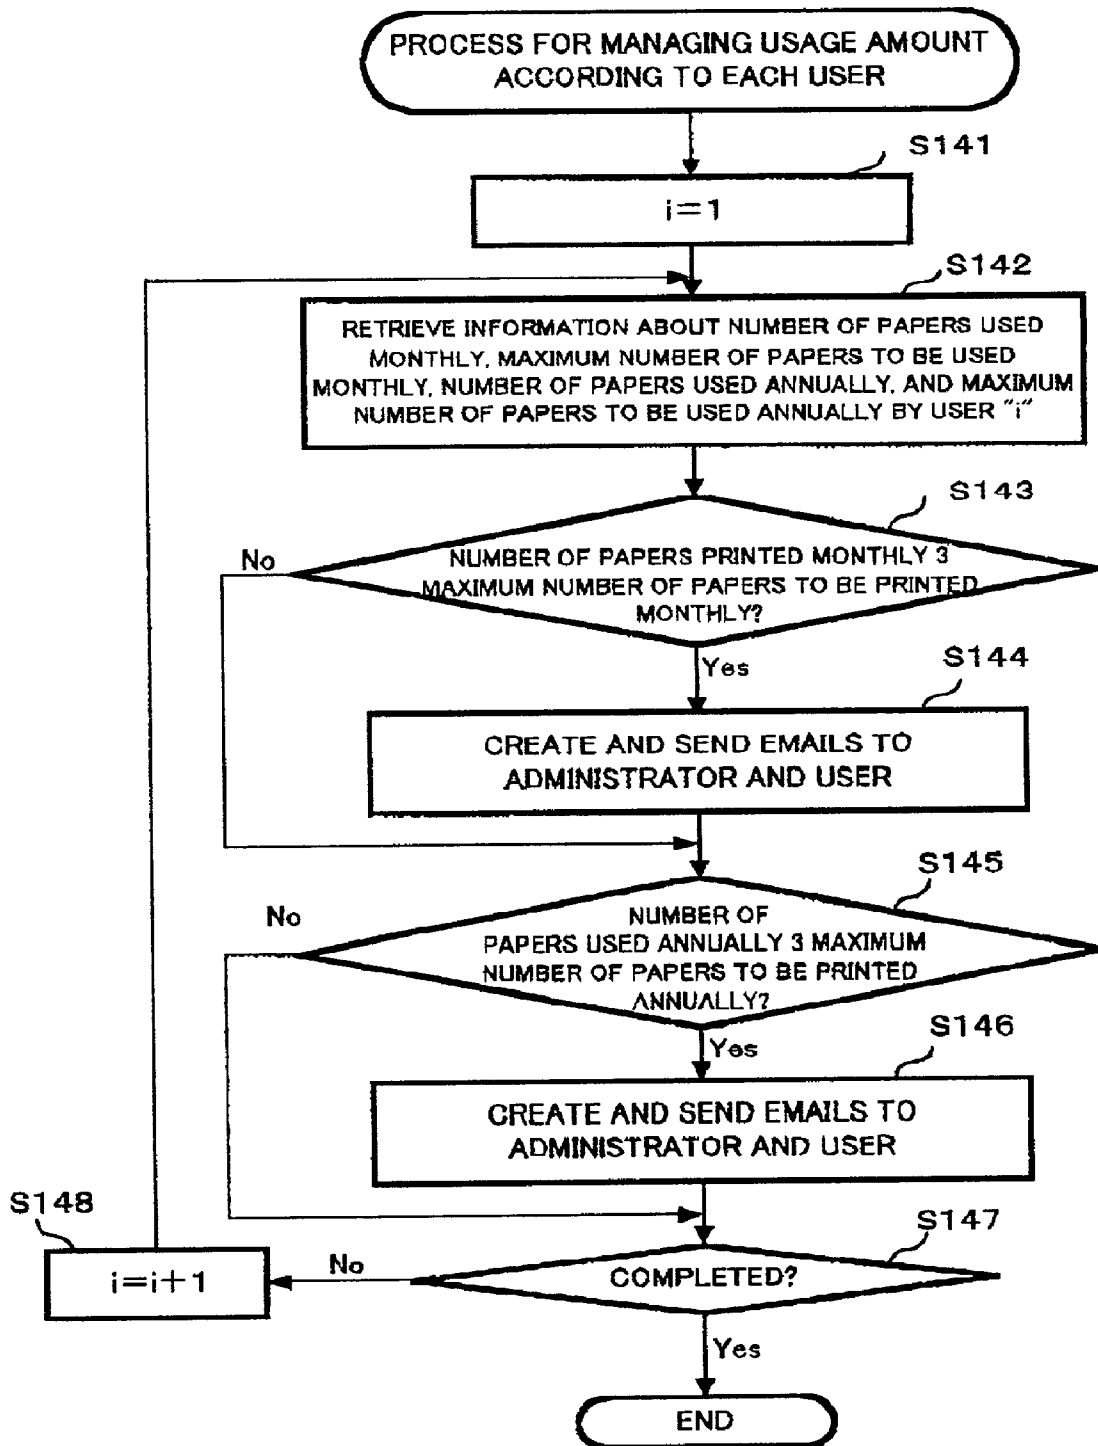 PROCESS FOR MANAGING USAGE AMOUNT
ACCORDING TO EACH USER
S141
i=1
S142
RETRIEVE INFORMATION ABOUT NUMBER OF PAPERS USED
MONTHLY, MAXIMUM NUMBER OF PAPERS TO BE USED
MONTHLY, NUMBER OF PAPERS USED ANNUALLY, AND MAXIMUM
NUMBER OF PAPERS TO BE USED ANNUALLY BY USER "i"
S143
No
NUMBER OF PAPERS PRINTED MONTHLY 3
MAXIMUM NUMBER OF PAPERS TO BE PRINTED
MONTHLY?
Yes
S144
CREATE AND SEND EMAILS TO
ADMINISTRATOR AND USER
S145
No
NUMBER OF
PAPERS USED ANNUALLY 3 MAXIMUM
NUMBER OF PAPERS TO BE PRINTED
ANNUALLY?
Yes
S146
CREATE AND SEND EMAILS TO
ADMINISTRATOR AND USER
S148
i=i+1
No
S147
COMPLETED?
Yes
END